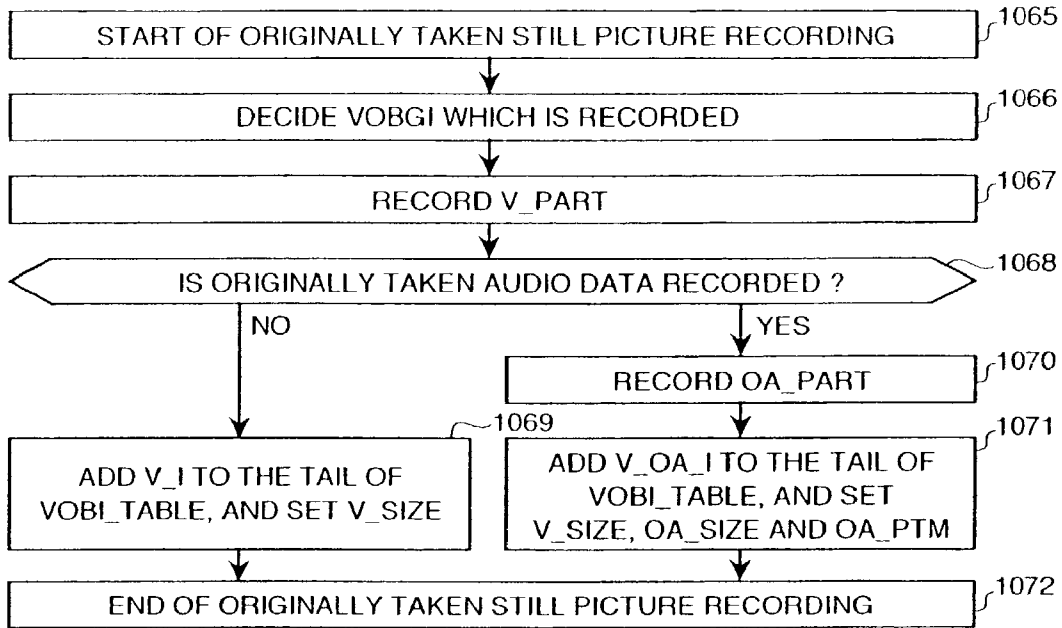 START OF ORIGINALLY TAKEN STILL PICTURE RECORDING
1065
DECIDE VOBGI WHICH IS RECORDED
1066
RECORD V_PART
1067
IS ORIGINALLY TAKEN AUDIO DATA RECORDED ?
1068
NO
YES
RECORD OA_PART
1070
1069
1071
ADD V_I TO THE TAIL OF
VOBI_TABLE, AND SET V_SIZE
ADD V_OA_I TO THE TAIL OF
VOBI_TABLE, AND SET
V_SIZE, OA_SIZE AND OA_PTM
END OF ORIGINALLY TAKEN STILL PICTURE RECORDING
1072